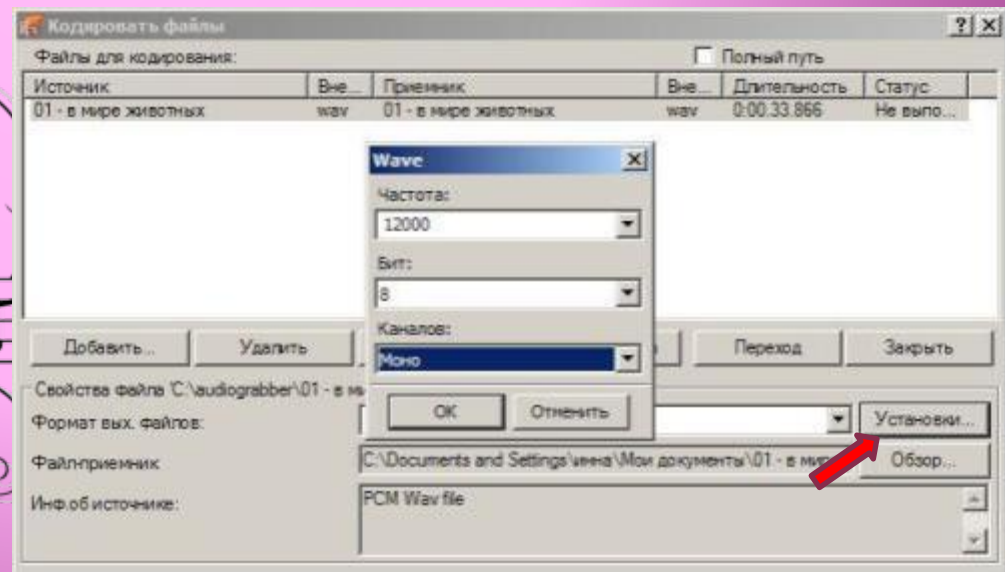 Кодировать файлы
Файлы для кодирования: Полный путь
Источник Вне... Приемник Вне... Длительность Статус
01 - в мире животных wav 01 - в мире животных wav 0:00.33.866 Не выпо...
Wave
Частота:
12000
Бит:
8
Каналов:
Моно
OK Отменить
Добавить... Удалить Переход Закрыть
Свойства файла 'C:\audiograbber\01 - в м
Формат вых. файлов: Установки...
Файл-приемник C:\Documents and Settings\инна\Мои документы\01 - в мир Обзор...
Инф.об источнике: PCM Wav file